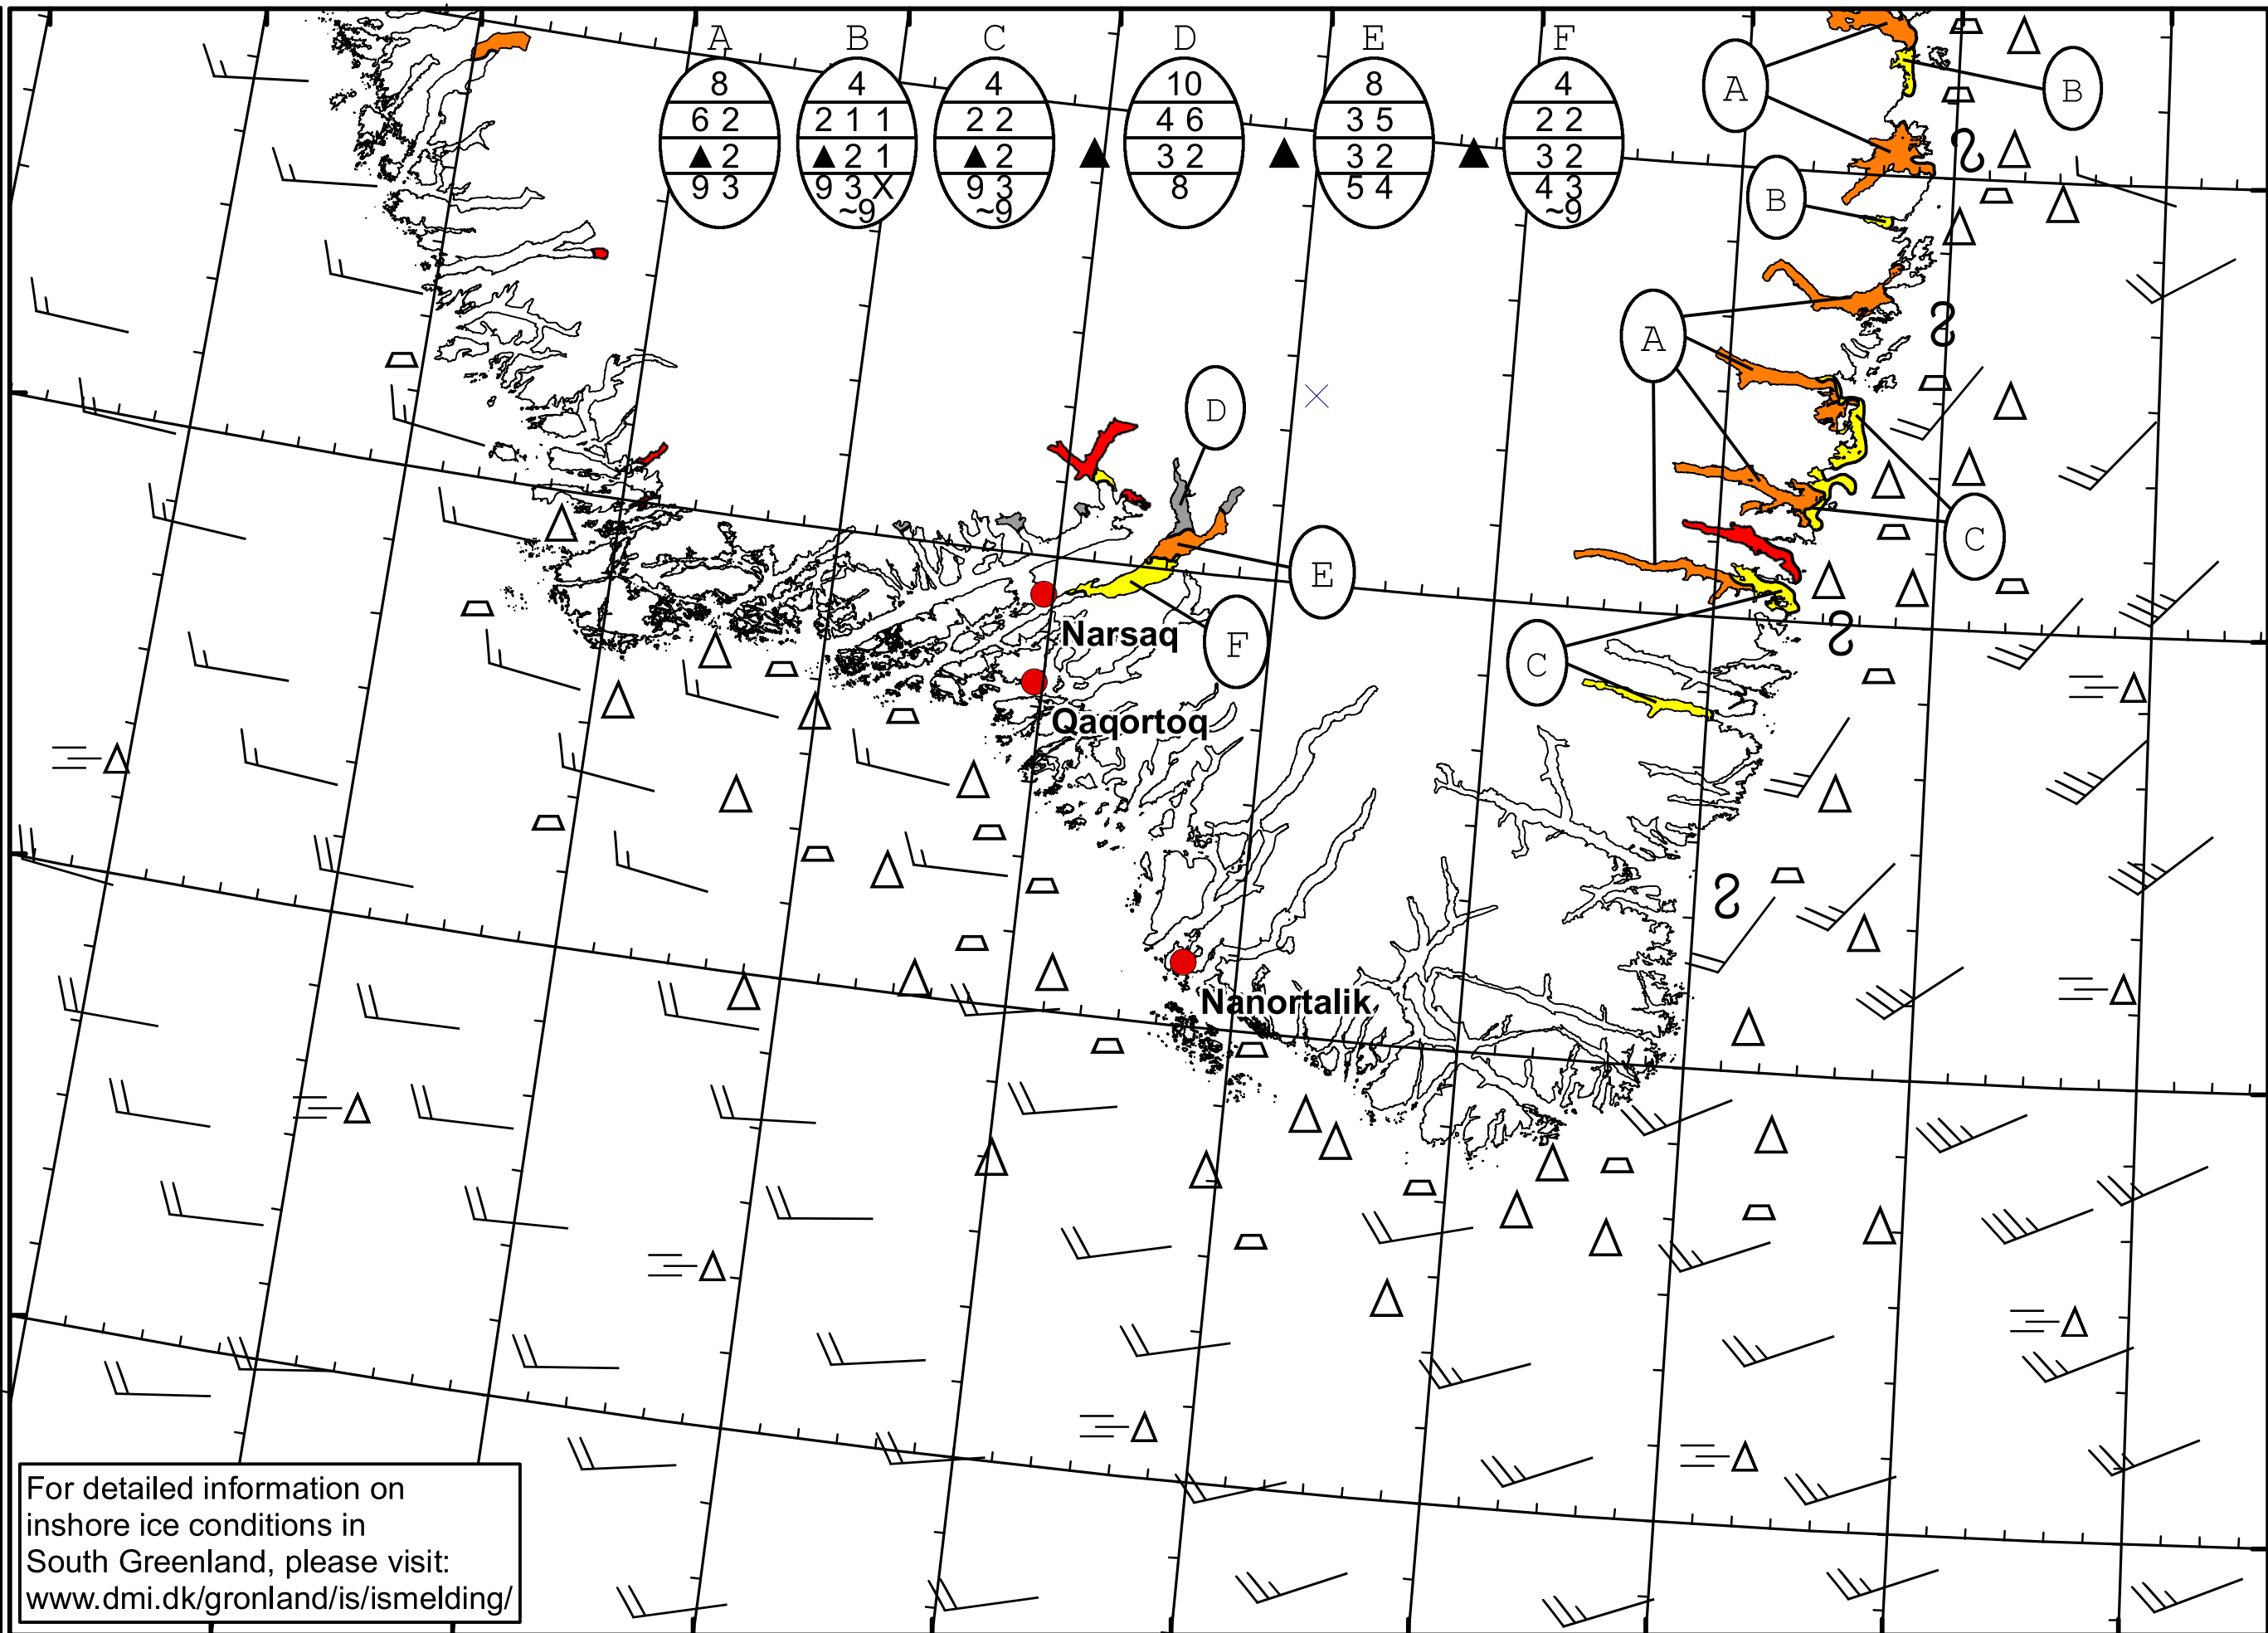 A B C D E F
8 4 4 10 8 4
6 2 2 1 1 2 2 4 6 3 5 2 2
▲ 2 ▲ 2 1 ▲ 2 ▲ 3 2 ▲ 3 2 ▲ 3 2
9 3 9 3 X 9 3 8 5 4 4 3
~9 ~9 ~9
A
B
B
A
D
C
E
F
C
Narsaq
Qaqortoq
Nanortalik
For detailed information on
inshore ice conditions in
South Greenland, please visit:
www.dmi.dk/gronland/is/ismelding/